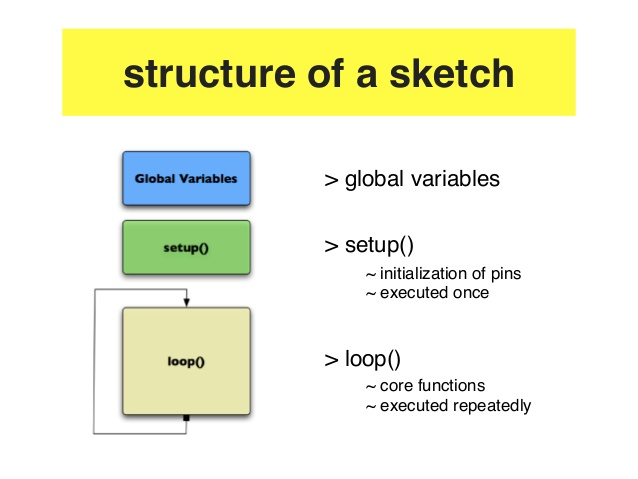 structure of a sketch
Global Variables
> global variables
setup()
> setup()
~ initialization of pins
~ executed once
loop()
> loop()
~ core functions
~ executed repeatedly